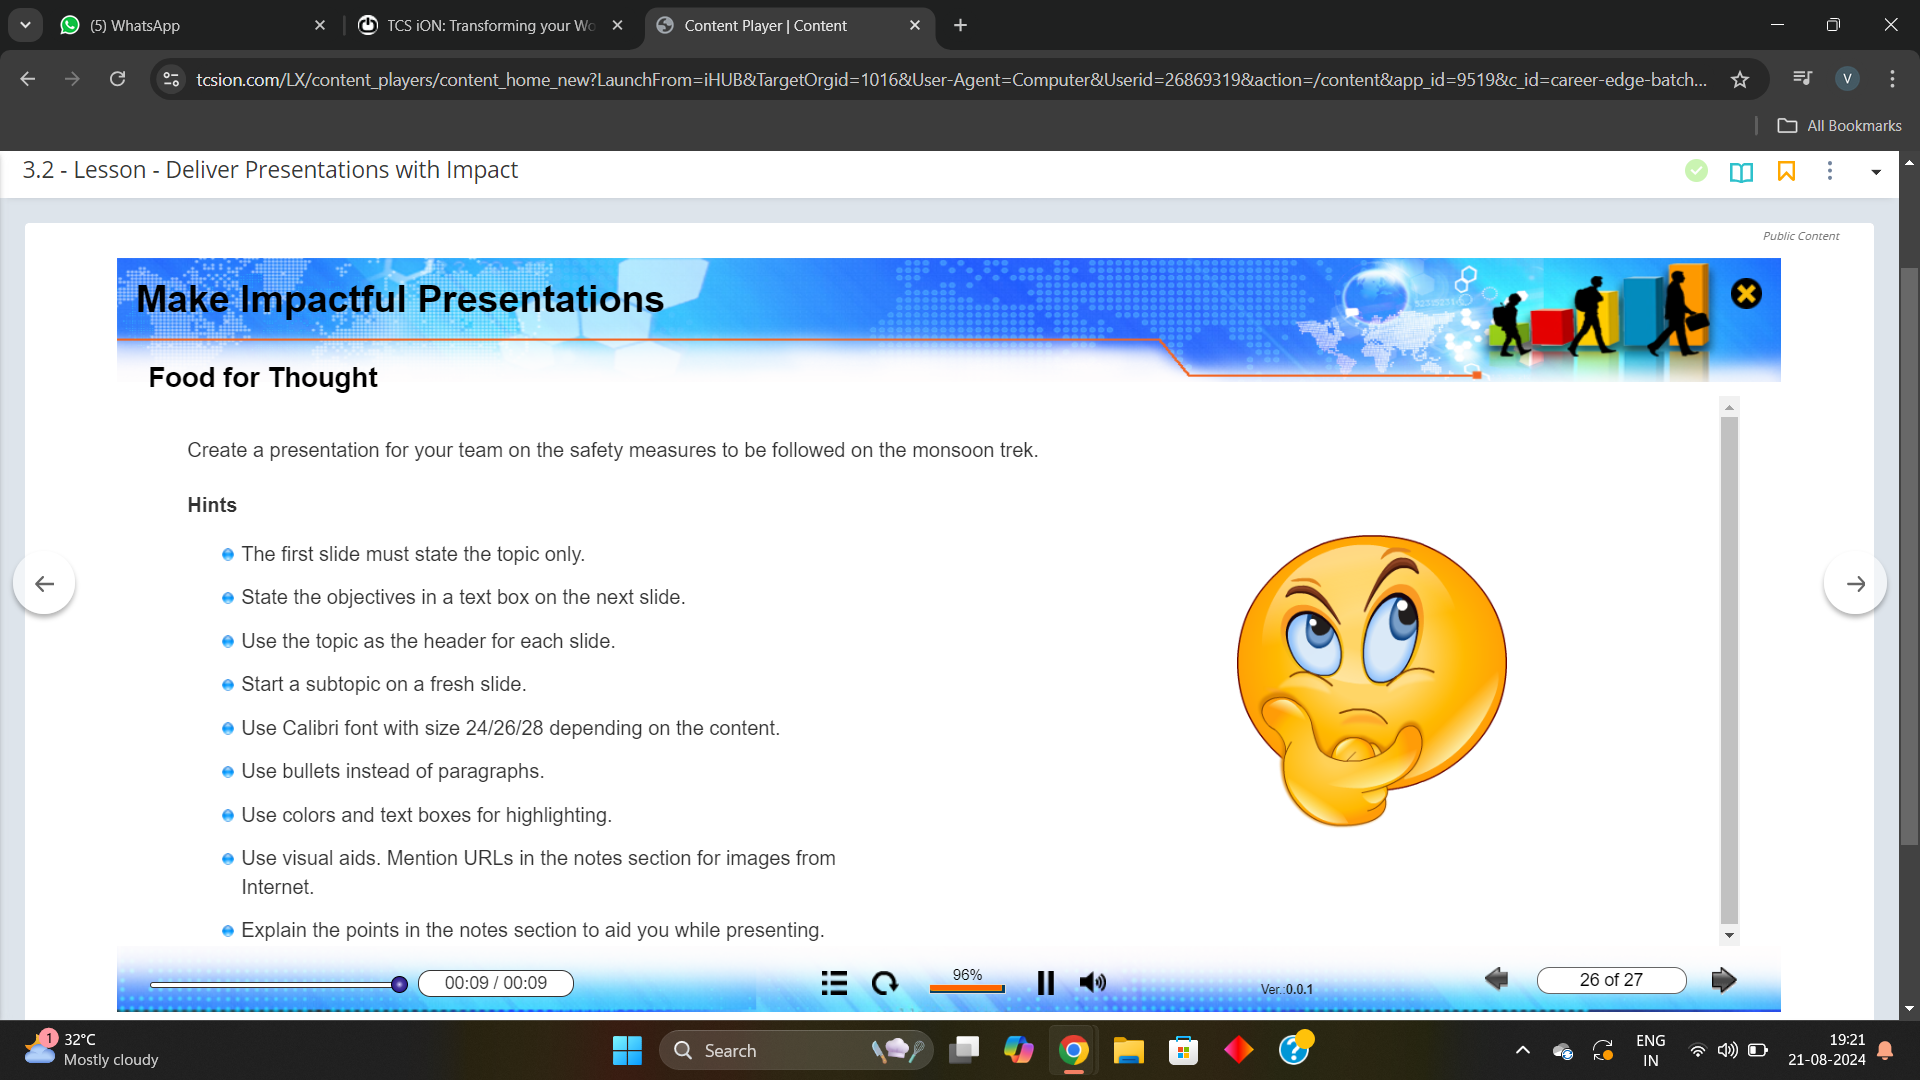 (5) WhatsApp
TCS iON: Transforming your Wo
Content Player | Content
tcsion.com/LX/content_players/content_home_new?LaunchFrom=iHUB&TargetOrgid=1016&User-Agent=Computer&Userid=26869319&action=/content&app_id=9519&c_id=career-edge-batch...
V
All Bookmarks
3.2 - Lesson - Deliver Presentations with Impact
Public Content
Make Impactful Presentations
Food for Thought
Create a presentation for your team on the safety measures to be followed on the monsoon trek.
Hints
The first slide must state the topic only.
State the objectives in a text box on the next slide.
Use the topic as the header for each slide.
Start a subtopic on a fresh slide.
Use Calibri font with size 24/26/28 depending on the content.
Use bullets instead of paragraphs.
Use colors and text boxes for highlighting.
Use visual aids. Mention URLs in the notes section for images from
Internet.
Explain the points in the notes section to aid you while presenting.
00:09 / 00:09
96%
Ver.:0.0.1
26 of 27
1
32°C
Mostly cloudy
Search
ENG
IN
19:21
21-08-2024